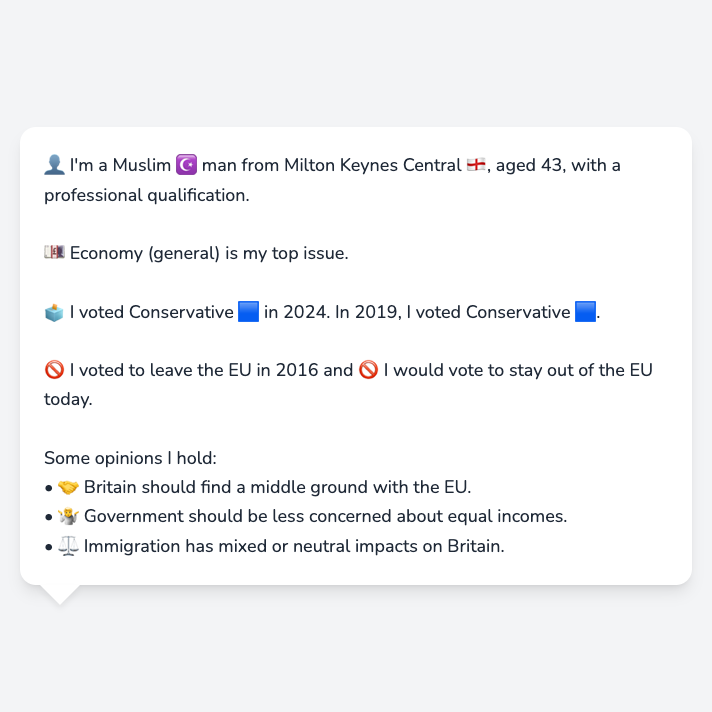 👤 I'm a Muslim ☪️ man from Milton Keynes Central 🏴󠁧󠁢󠁥󠁮󠁧󠁿, aged 43, with a
professional qualification.
💷 Economy (general) is my top issue.
🗳️ I voted Conservative 🟦 in 2024. In 2019, I voted Conservative 🟦.
🚫 I voted to leave the EU in 2016 and 🚫 I would vote to stay out of the EU
today.
Some opinions I hold:
• 🤝 Britain should find a middle ground with the EU.
• 🤷 Government should be less concerned about equal incomes.
• ⚖️ Immigration has mixed or neutral impacts on Britain.